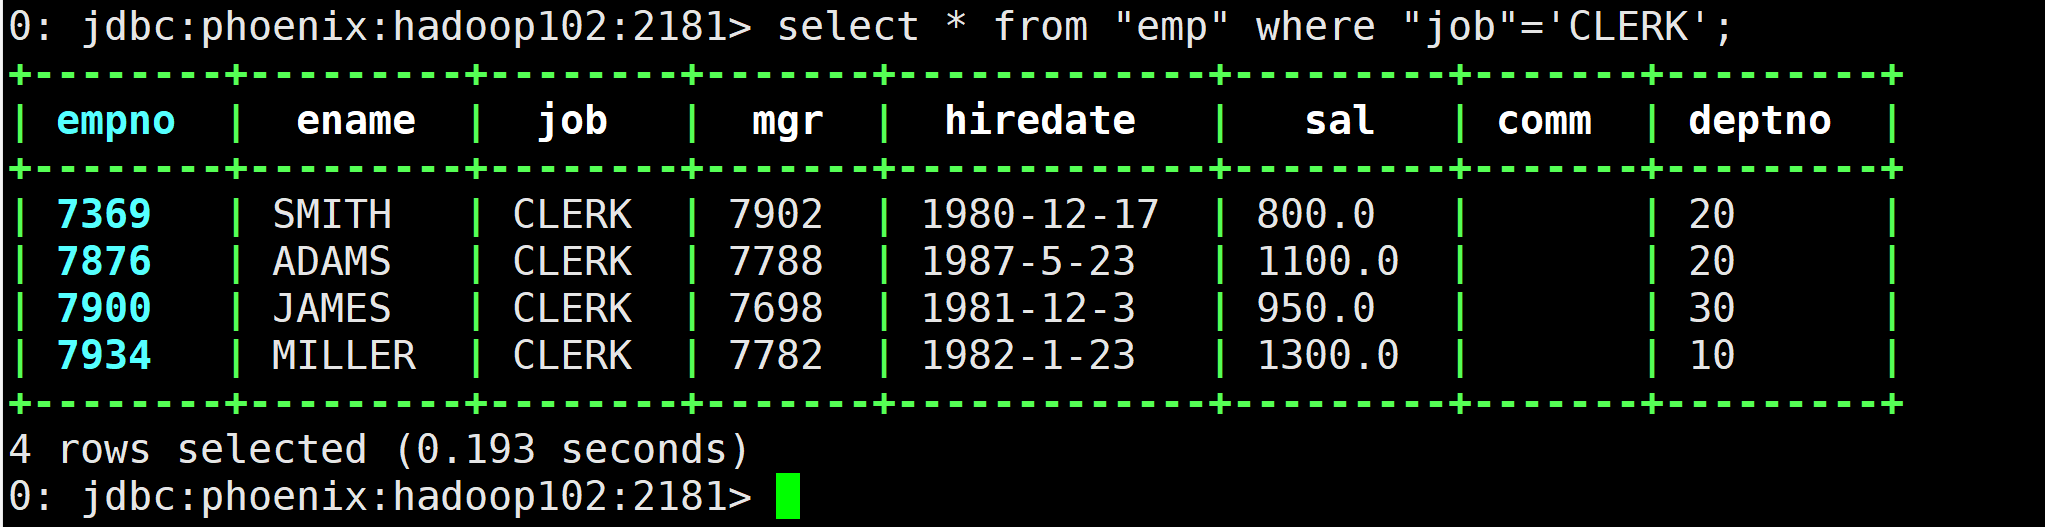 0: jdbc:phoenix:hadoop102:2181> select * from "emp" where "job"='CLERK';
+--------+---------+--------+-------+-------------+---------+-------+---------+
| empno  |  ename  |  job   |  mgr  |  hiredate   |   sal   | comm  | deptno  |
+--------+---------+--------+-------+-------------+---------+-------+---------+
| 7369   | SMITH   | CLERK  | 7902  | 1980-12-17  | 800.0   |       | 20      |
| 7876   | ADAMS   | CLERK  | 7788  | 1987-5-23   | 1100.0  |       | 20      |
| 7900   | JAMES   | CLERK  | 7698  | 1981-12-3   | 950.0   |       | 30      |
| 7934   | MILLER  | CLERK  | 7782  | 1982-1-23   | 1300.0  |       | 10      |
+--------+---------+--------+-------+-------------+---------+-------+---------+
4 rows selected (0.193 seconds)
0: jdbc:phoenix:hadoop102:2181>